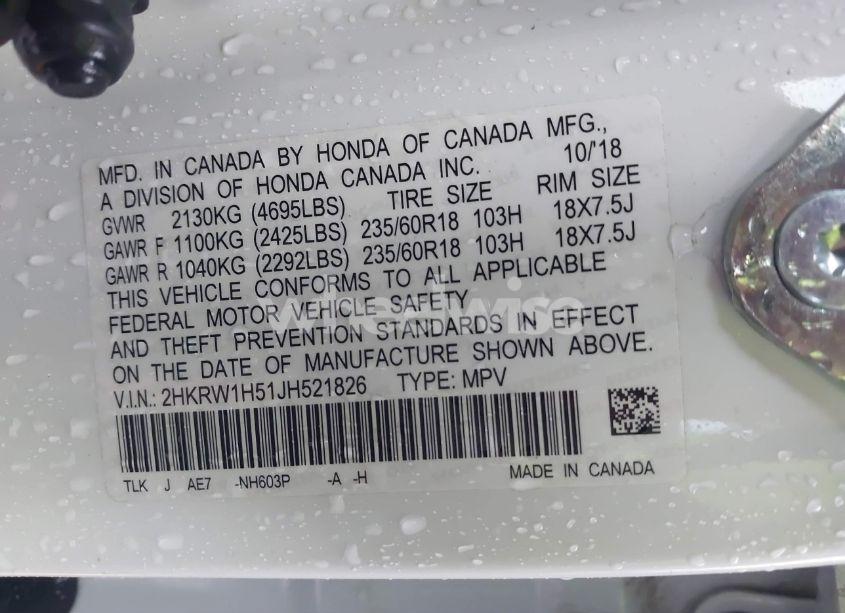 MFD. IN CANADA BY HONDA OF CANADA MFG.,
A DIVISION OF HONDA CANADA INC. 10/'18
GVWR 2130KG (4695LBS) TIRE SIZE RIM SIZE
GAWR F 1100KG (2425LBS) 235/60R18 103H 18X7.5J
GAWR R 1040KG (2292LBS) 235/60R18 103H 18X7.5J
THIS VEHICLE CONFORMS TO ALL APPLICABLE
FEDERAL MOTOR VEHICLE SAFETY
AND THEFT PREVENTION STANDARDS IN EFFECT
ON THE DATE OF MANUFACTURE SHOWN ABOVE.
V.I.N.: 2HKRW1H51JH521826 TYPE: MPV
TLK J AE7 -NH603P -A -H MADE IN CANADA
wheelwise